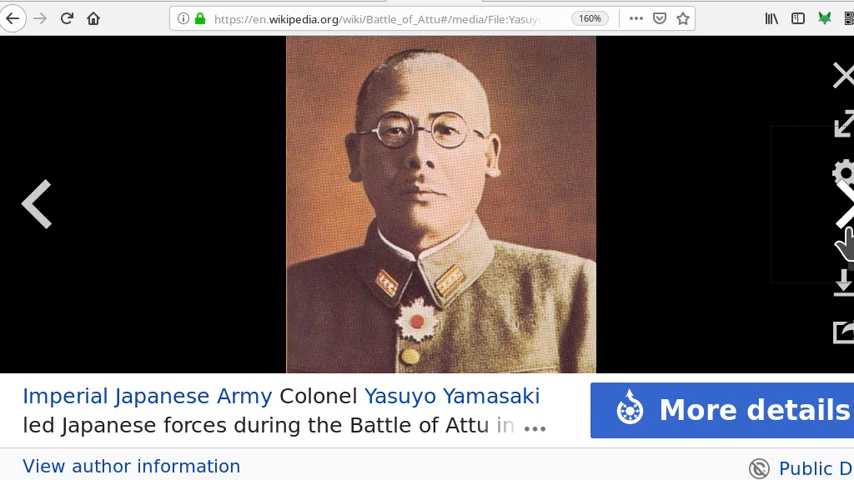 https://en.wikipedia.org/wiki/Battle_of_Attu#/media/File:Yasuyo
160%
Imperial Japanese Army Colonel Yasuyo Yamasaki
led Japanese forces during the Battle of Attu in
More details
View author information
Public D